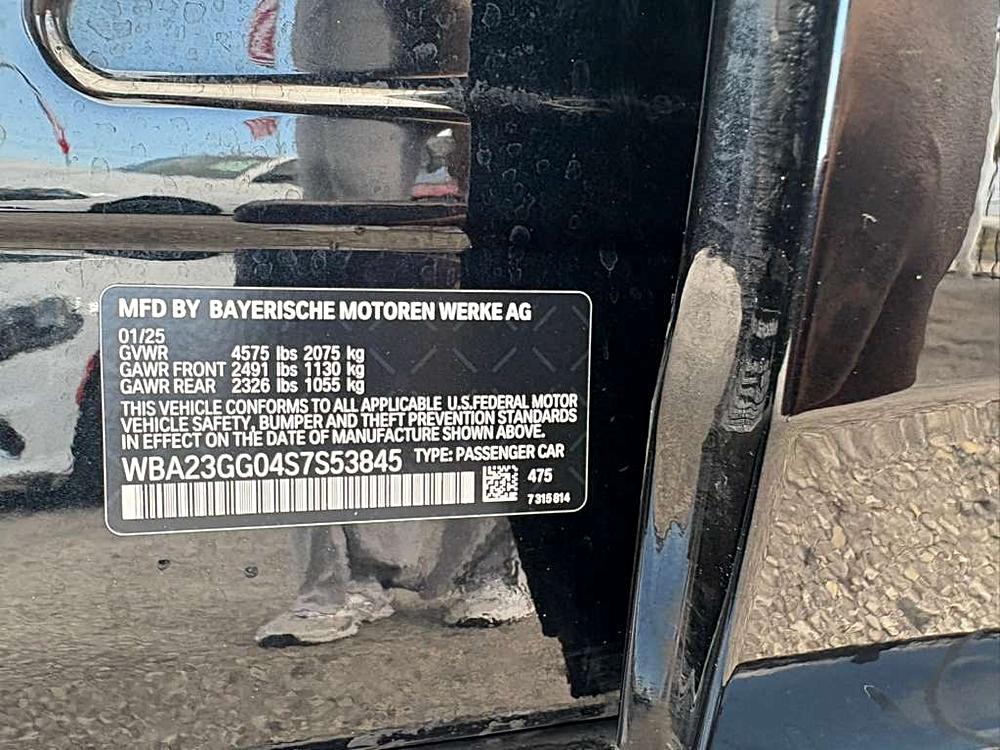 MFD BY BAYERISCHE MOTOREN WERKE AG
01/25
GVWR 4575 lbs 2075 kg
GAWR FRONT 2491 lbs 1130 kg
GAWR REAR 2326 lbs 1055 kg
THIS VEHICLE CONFORMS TO ALL APPLICABLE U.S.FEDERAL MOTOR
VEHICLE SAFETY, BUMPER AND THEFT PREVENTION STANDARDS
IN EFFECT ON THE DATE OF MANUFACTURE SHOWN ABOVE.
WBA23GG04S7S53845 TYPE: PASSENGER CAR
475
7315814